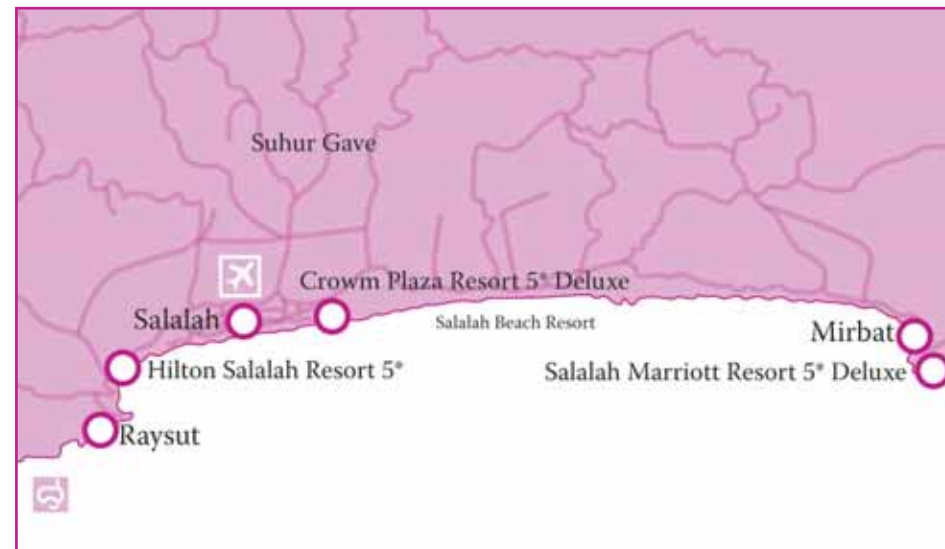 Suhur Gave
Crowm Plaza Resort 5* Deluxe
Salalah
Salalah Beach Resort
Mirbat
Hilton Salalah Resort 5*
Salalah Marriott Resort 5* Deluxe
Raysut